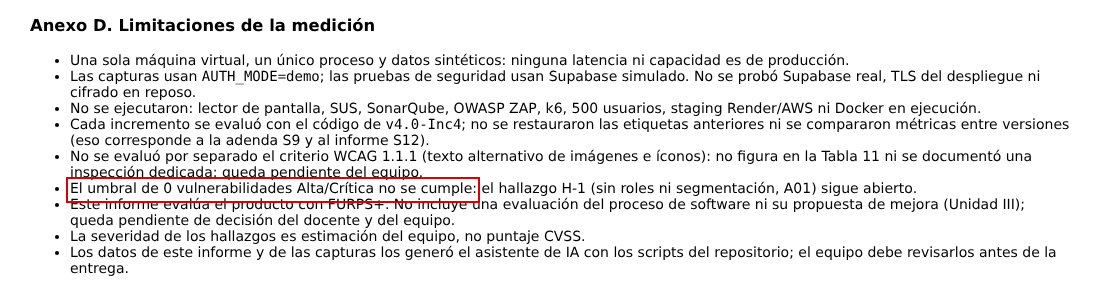 Anexo D. Limitaciones de la medición
• Una sola máquina virtual, un único proceso y datos sintéticos: ninguna latencia ni capacidad es de producción.
• Las capturas usan AUTH_MODE=demo; las pruebas de seguridad usan Supabase simulado. No se probó Supabase real, TLS del despliegue ni
cifrado en reposo.
• No se ejecutaron: lector de pantalla, SUS, SonarQube, OWASP ZAP, k6, 500 usuarios, staging Render/AWS ni Docker en ejecución.
• Cada incremento se evaluó con el código de v4.0-Inc4; no se restauraron las etiquetas anteriores ni se compararon métricas entre versiones
(eso corresponde a la adenda S9 y al informe S12).
• No se evaluó por separado el criterio WCAG 1.1.1 (texto alternativo de imágenes e íconos): no figura en la Tabla 11 ni se documentó una
inspección dedicada; queda pendiente del equipo.
• El umbral de 0 vulnerabilidades Alta/Crítica no se cumple: el hallazgo H-1 (sin roles ni segmentación, A01) sigue abierto.
• Este informe evalúa el producto con FURPS+. No incluye una evaluación del proceso de software ni su propuesta de mejora (Unidad III);
queda pendiente de decisión del docente y del equipo.
• La severidad de los hallazgos es estimación del equipo, no puntaje CVSS.
• Los datos de este informe y de las capturas los generó el asistente de IA con los scripts del repositorio; el equipo debe revisarlos antes de la
entrega.